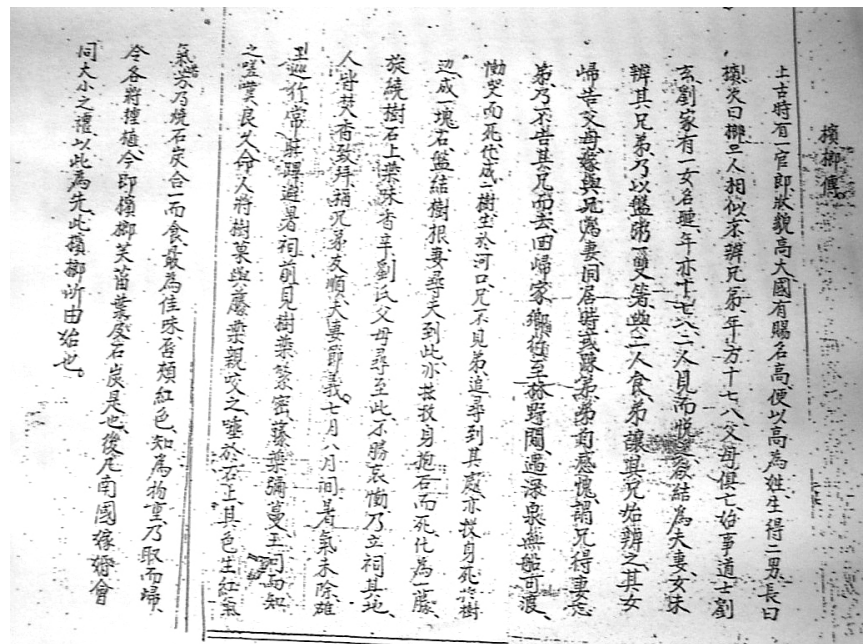 檳榔傳
上古時有一官郎狀貌高大國有賜名高便以高為姓生得二男長曰
檳次曰榔二人相似不辨兄弟年方十七八父母俱亡始事道士劉
玄劉家有一女名璉年亦十七八二人見而悅之欲結為夫妻女未
辨其兄弟乃以盤粥一雙箸與二人食弟讓其兄始辨之其女
歸告父母嫁與兄為妻同居時或疎弟弟自感愧謂兄得妻忘
弟乃不告其兄而去回歸家鄉行至林野間遇深泉無船可渡
慟哭而死化成一樹生於河口兄不見弟追尋到其處亦投身死於樹
边成一塊石盤結樹根妻尋夫到此亦投身抱石而死化為一藤
旋繞樹石上葉味香辛劉氏父母尋至此不勝哀慟乃立祠其地
人皆焚香致拜稱兄弟友順夫妻節義七月八月間暑氣未除雄
王巡行常駐蹕避暑祠前見樹葉繁密藤葉彌蔓王問而知
之嗟嘆良久命人將樹菓與藤葉親咬之唾於石上其色生紅氣
氣芳乃燒石灰合一而食最為佳味唇頰紅色知為物重乃取而歸
令各將種植今即檳榔芙䔲葉及石灰是也後凡南國嫁娶會
同大小之禮以此為先此檳榔所由始也